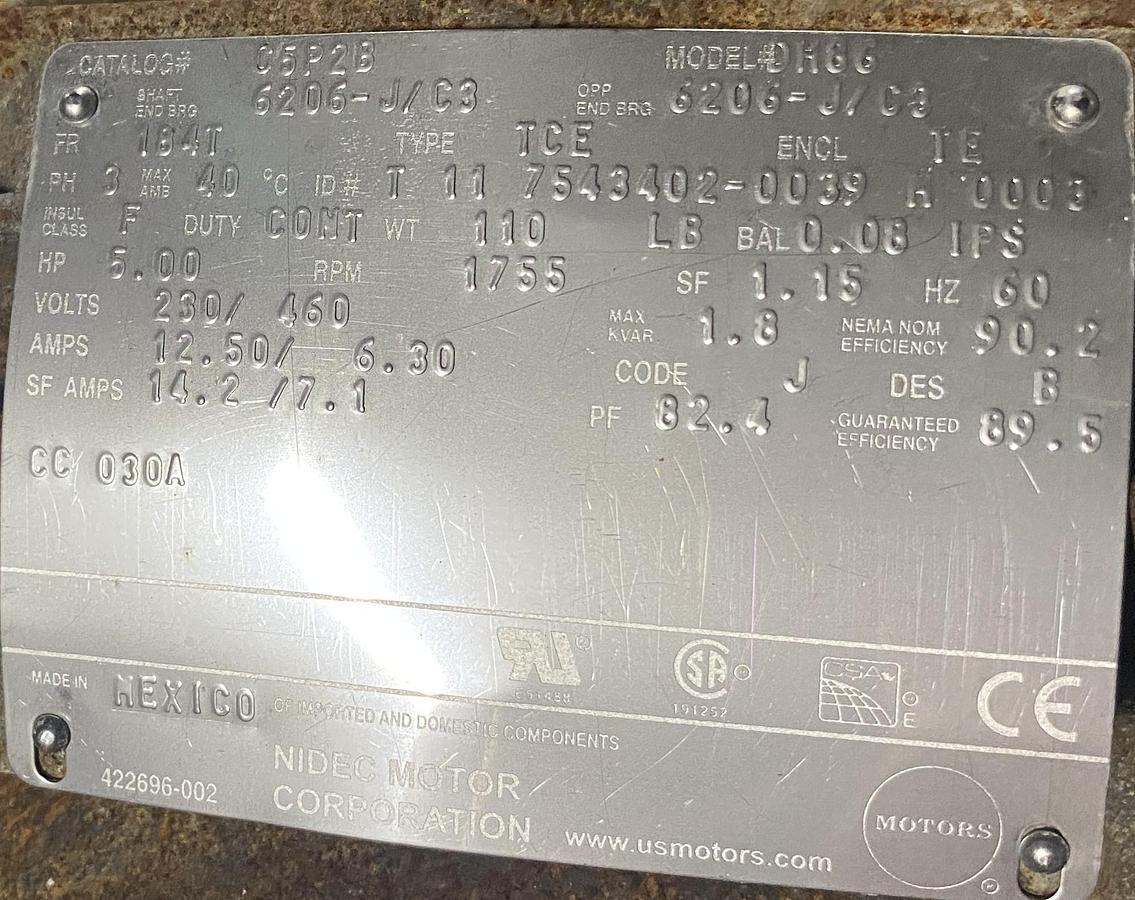 CATALOG# C5P2B MODEL# DH66
SHAFT END BRG 6206-J/C3 OPP END BRG 6206-J/C3
FR 184T TYPE TCE ENCL TE
PH 3 MAX AMB 40 °C ID# T 11 7543402-0039 M 0003
INSUL CLASS F DUTY CONT WT 110 LB BAL 0.08 IPS
HP 5.00 RPM 1755 SF 1.15 HZ 60
VOLTS 230/ 460 MAX KVAR 1.8 NEMA NOM EFFICIENCY 90.2
AMPS 12.50/ 6.30 CODE J DES B
SF AMPS 14.2 /7.1 PF 82.4 GUARANTEED EFFICIENCY 89.5
CC 030A
MADE IN MEXICO OF IMPORTED AND DOMESTIC COMPONENTS
191252
CSA
E
CE
422696-002
NIDEC MOTOR
CORPORATION
www.usmotors.com
MOTORS